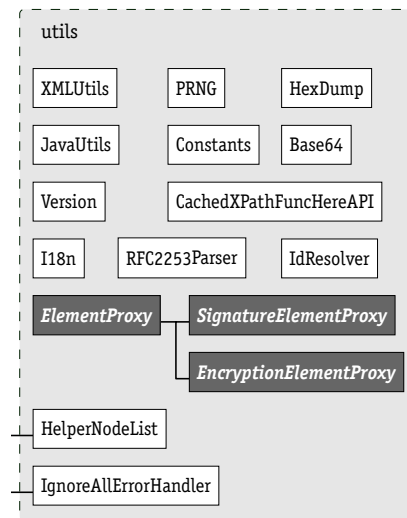 utils
XMLUtils PRNG HexDump
JavaUtils Constants Base64
Version CachedXPathFuncHereAPI
I18n RFC2253Parser IdResolver
ElementProxy SignatureElementProxy
EncryptionElementProxy
HelperNodeList
IgnoreAllErrorHandler